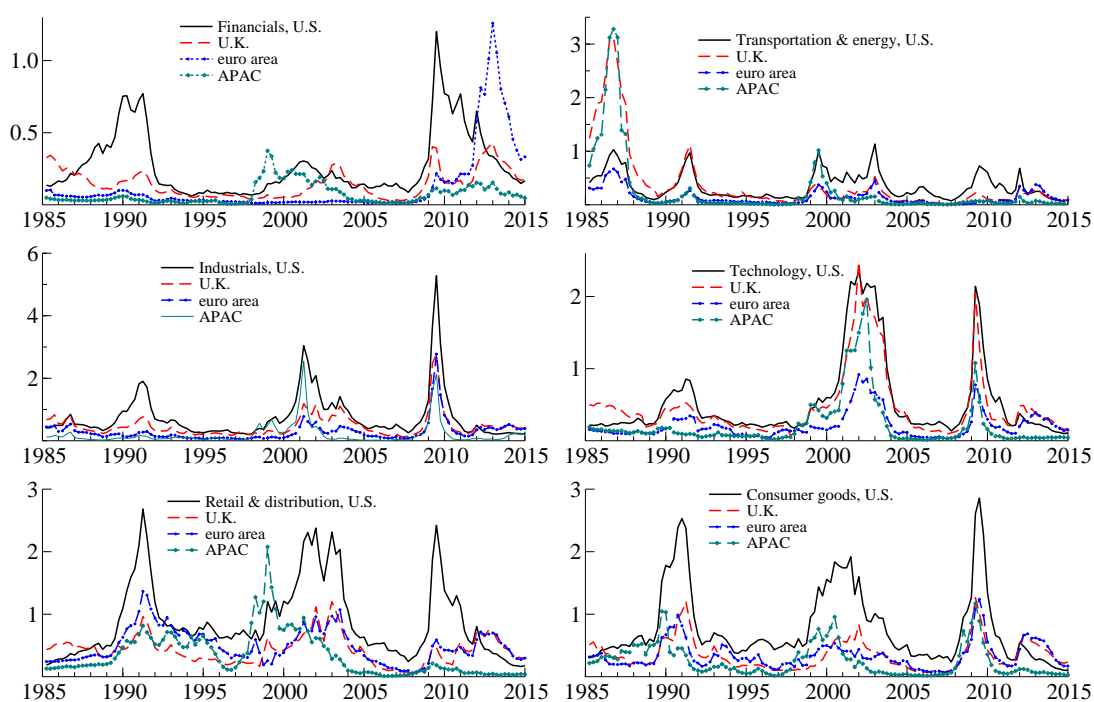 Financials, U.S.
U.K.
euro area
APAC
1.0
0.5
1985 1990 1995 2000 2005 2010 2015
Transportation & energy, U.S.
U.K.
euro area
APAC
3
2
1
1985 1990 1995 2000 2005 2010 2015
Industrials, U.S.
U.K.
euro area
APAC
6
4
2
1985 1990 1995 2000 2005 2010 2015
Technology, U.S.
U.K.
euro area
APAC
2
1
1985 1990 1995 2000 2005 2010 2015
Retail & distribution, U.S.
U.K.
euro area
APAC
3
2
1
1985 1990 1995 2000 2005 2010 2015
Consumer goods, U.S.
U.K.
euro area
APAC
3
2
1
1985 1990 1995 2000 2005 2010 2015